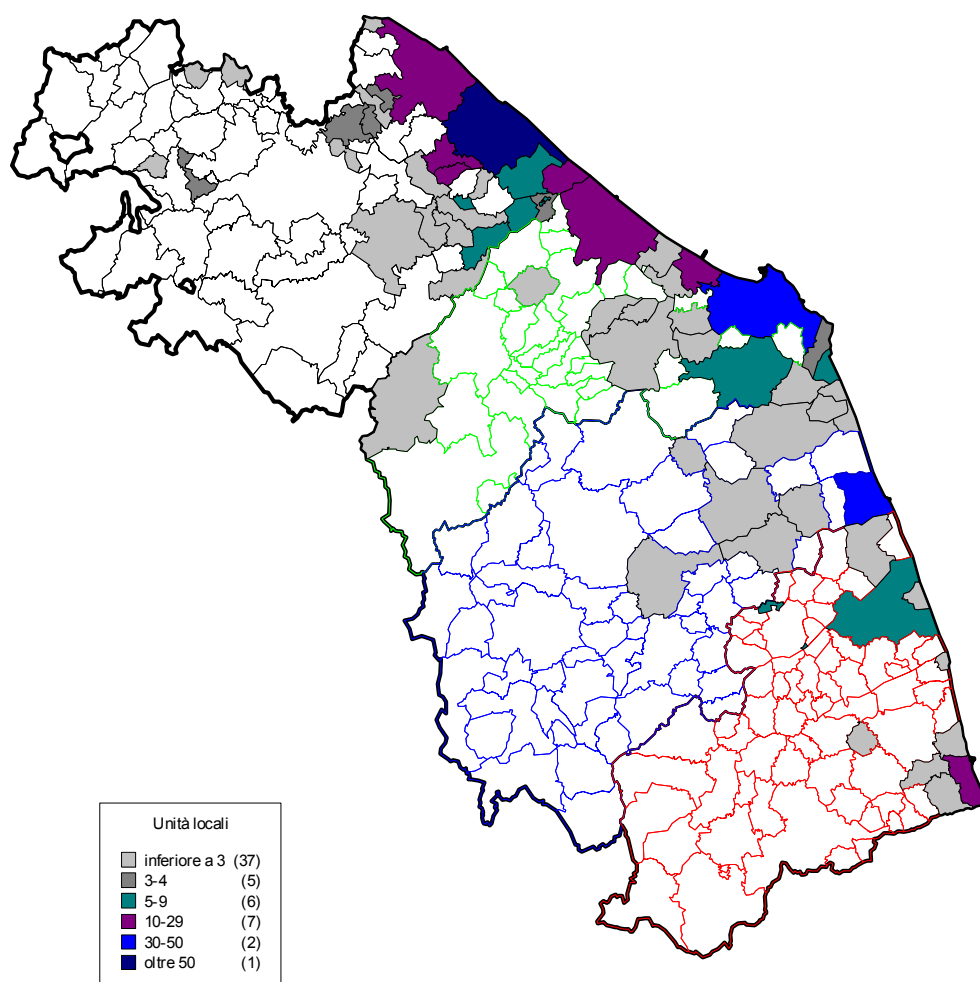 Unità locali
inferiore a 3 (37)
3-4 (5)
5-9 (6)
10-29 (7)
30-50 (2)
oltre 50 (1)